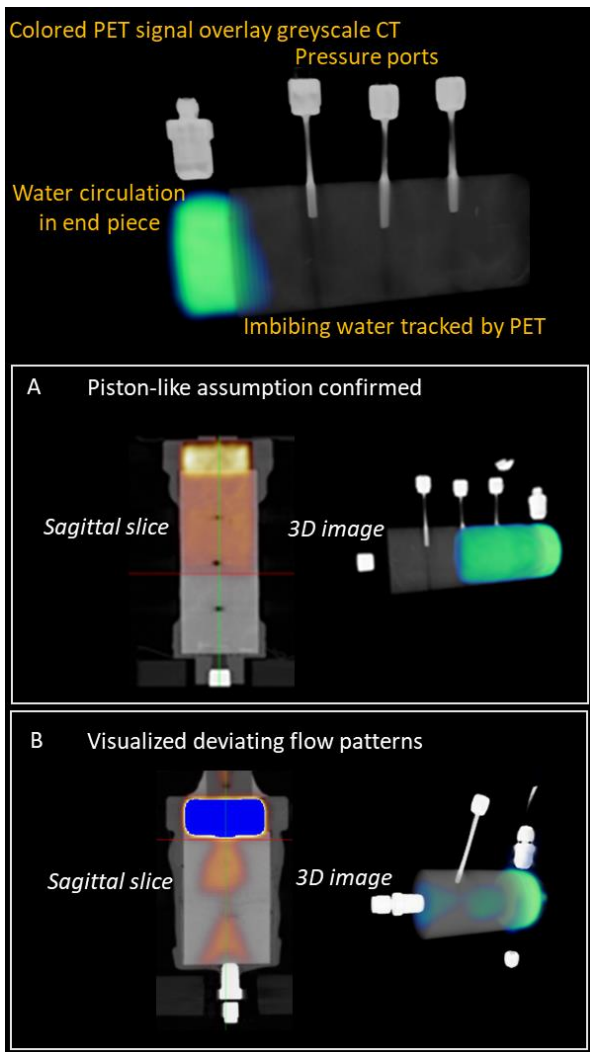 Colored PET signal overlay greyscale CT
Pressure ports
Water circulation
in end piece
Imbibing water tracked by PET
A Piston-like assumption confirmed
Sagittal slice
3D image
B Visualized deviating flow patterns
Sagittal slice
3D image